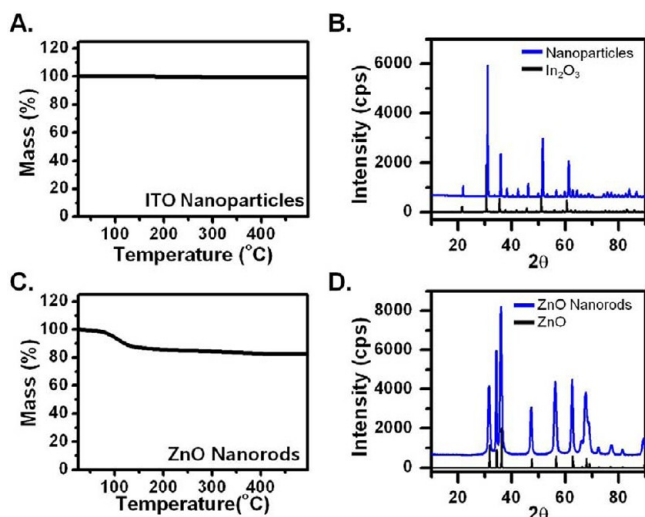 A.
120
100
80
60
40
20
0
Mass (%)
ITO Nanoparticles
100 200 300 400
Temperature (°C)
B.
Nanoparticles
In₂O₃
6000
4000
2000
0
Intensity (cps)
20 40 60 80
2θ
C.
120
100
80
60
40
20
0
Mass (%)
ZnO Nanorods
100 200 300 400
Temperature(°C)
D.
ZnO Nanorods
ZnO
8000
6000
4000
2000
0
Intensity (cps)
20 40 60 80
2θ